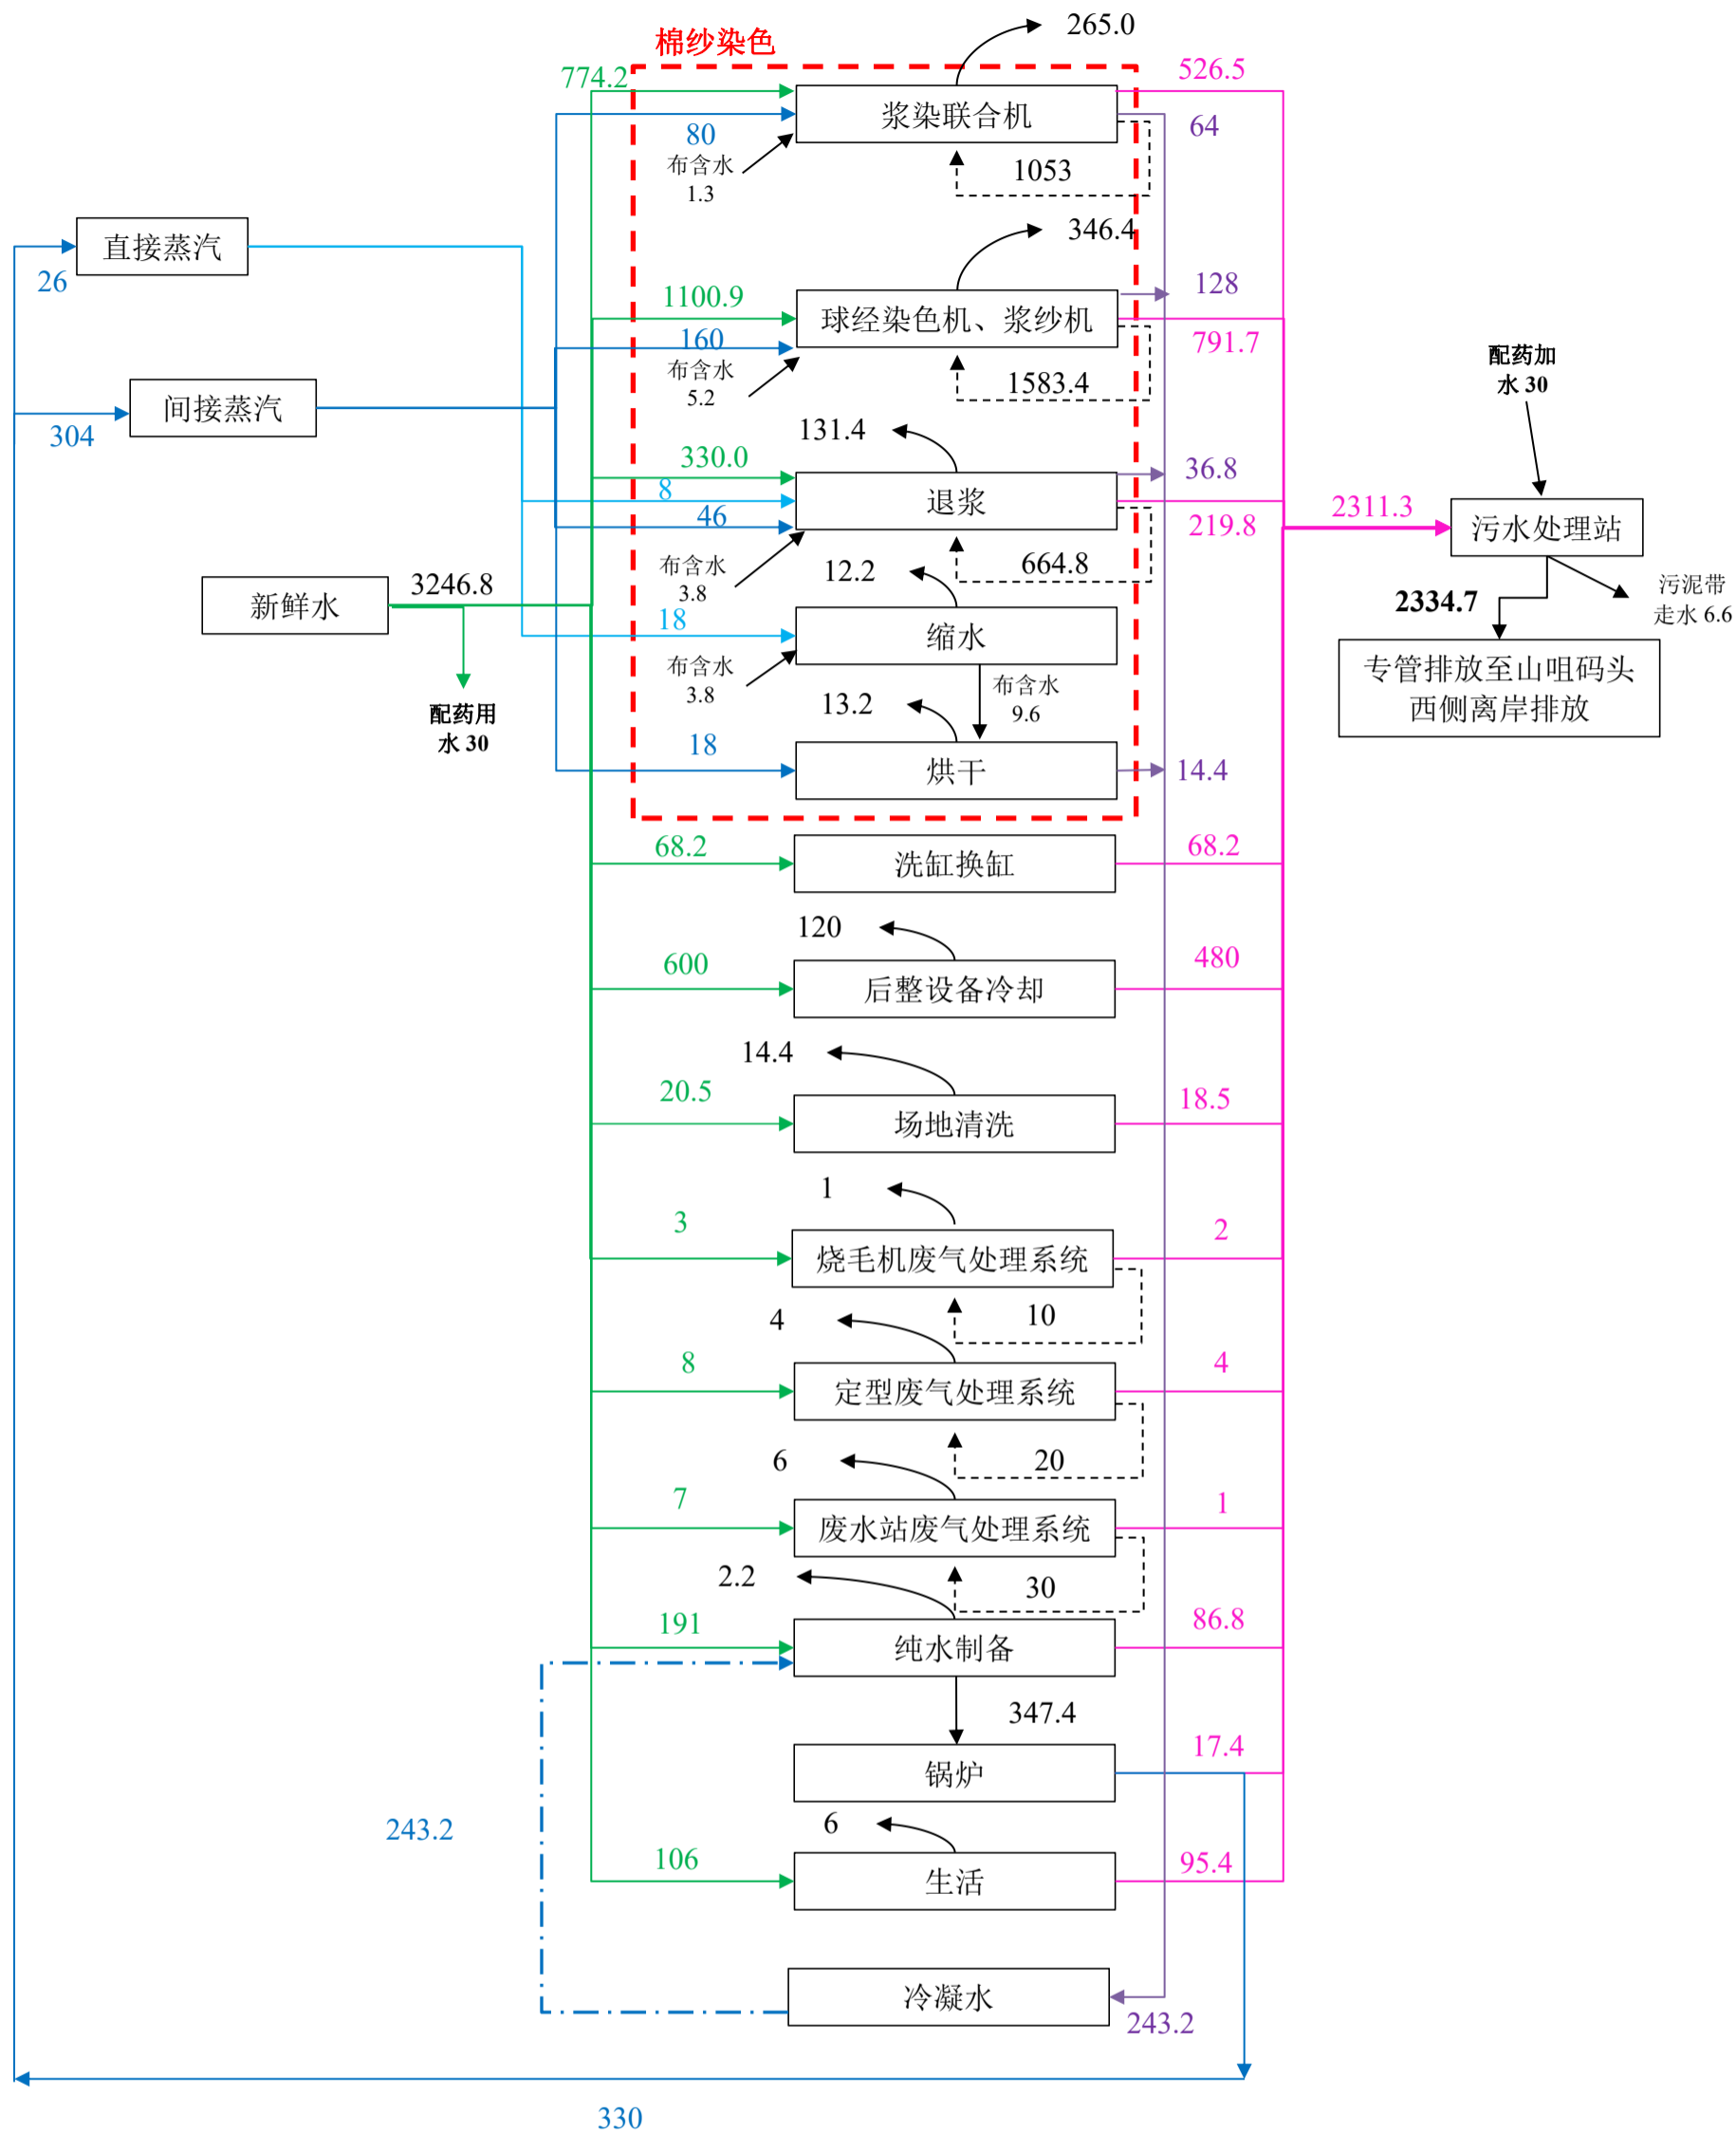 265.0
棉纱染色
774.2
526.5
浆染联合机
80
64
布含水
1.3
1053
346.4
直接蒸汽
26
1100.9
128
球经染色机、浆纱机
160
791.7
布含水
5.2
1583.4
配药加
水 30
间接蒸汽
304
131.4
330.0
36.8
8
退浆
46
219.8
2311.3
污水处理站
布含水
3.8
664.8
12.2
新鲜水
3246.8
18
缩水
2334.7
污泥带
走水 6.6
布含水
3.8
布含水
9.6
专管排放至山咀码头
西侧离岸排放
13.2
配药用
水 30
18
烘干
14.4
68.2
洗缸换缸
68.2
120
600
后整设备冷却
480
14.4
20.5
场地清洗
18.5
1
3
烧毛机废气处理系统
2
10
4
8
定型废气处理系统
4
20
6
7
废水站废气处理系统
1
2.2
30
191
纯水制备
86.8
347.4
锅炉
17.4
243.2
6
106
生活
95.4
冷凝水
243.2
330